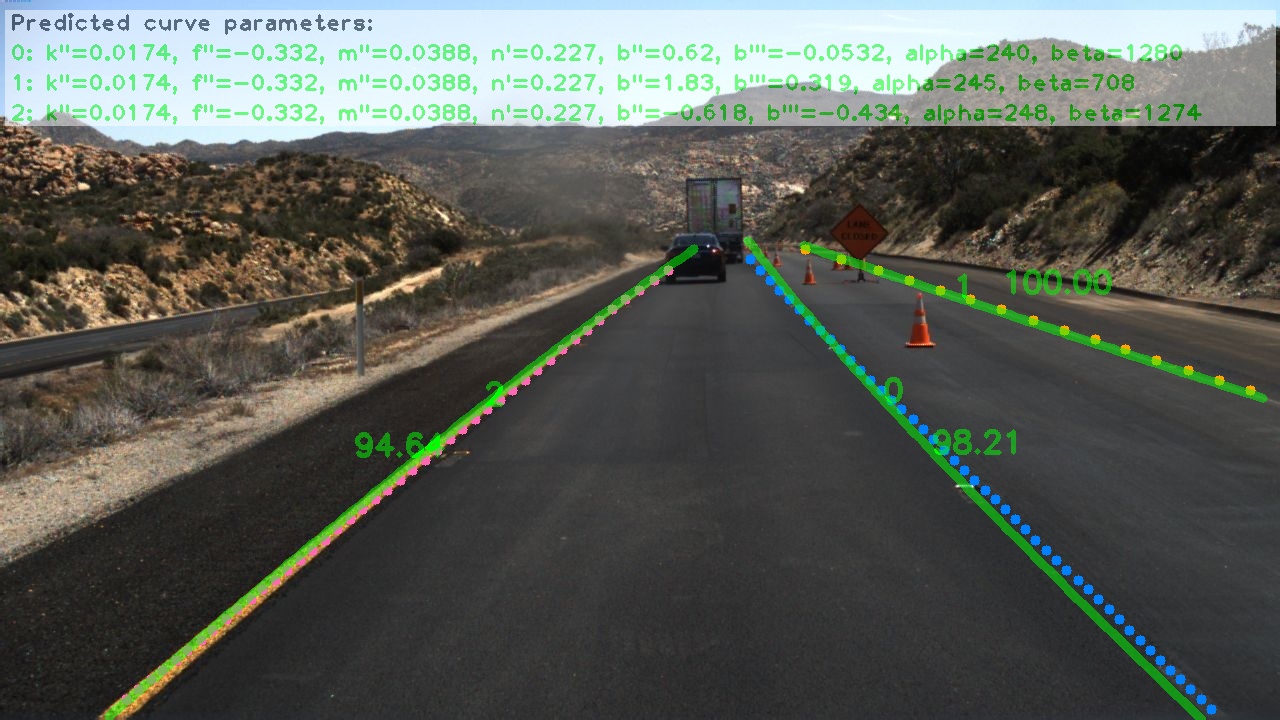 Predicted curve parameters:
0: k''=0.0174, f''=-0.332, m''=0.0388, n'=0.227, b''=0.62, b'''=-0.0532, alpha=240, beta=1280
1: k''=0.0174, f''=-0.332, m''=0.0388, n'=0.227, b''=1.83, b'''=0.319, alpha=245, beta=708
2: k''=0.0174, f''=-0.332, m''=0.0388, n'=0.227, b''=-0.618, b'''=-0.434, alpha=248, beta=1274
LANE
CLOSED
1 100.00
2
0
94.64
98.21